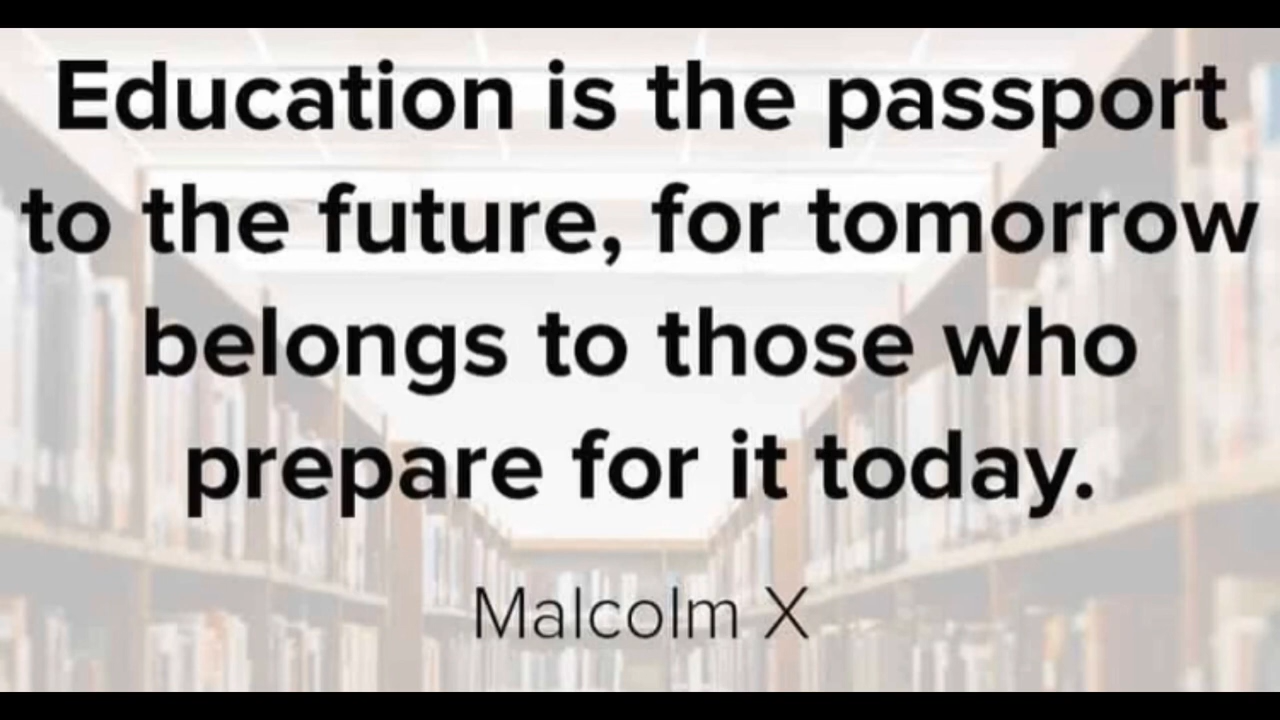 Education is the passport
to the future, for tomorrow
belongs to those who
prepare for it today.
Malcolm X